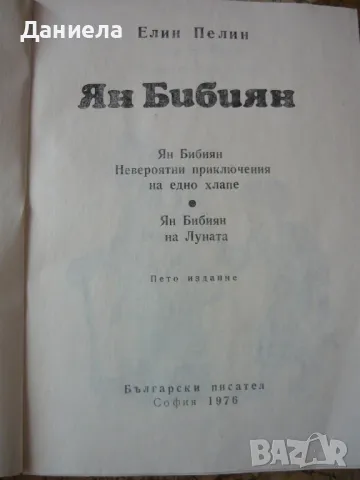 Даниела
Елин Пелин
Ян Бибиян
Ян Бибиян
Невероятни приключения
на едно хлапе
●
Ян Бибиян
на Луната
Пето издание
Български писател
София 1976
BAZAR